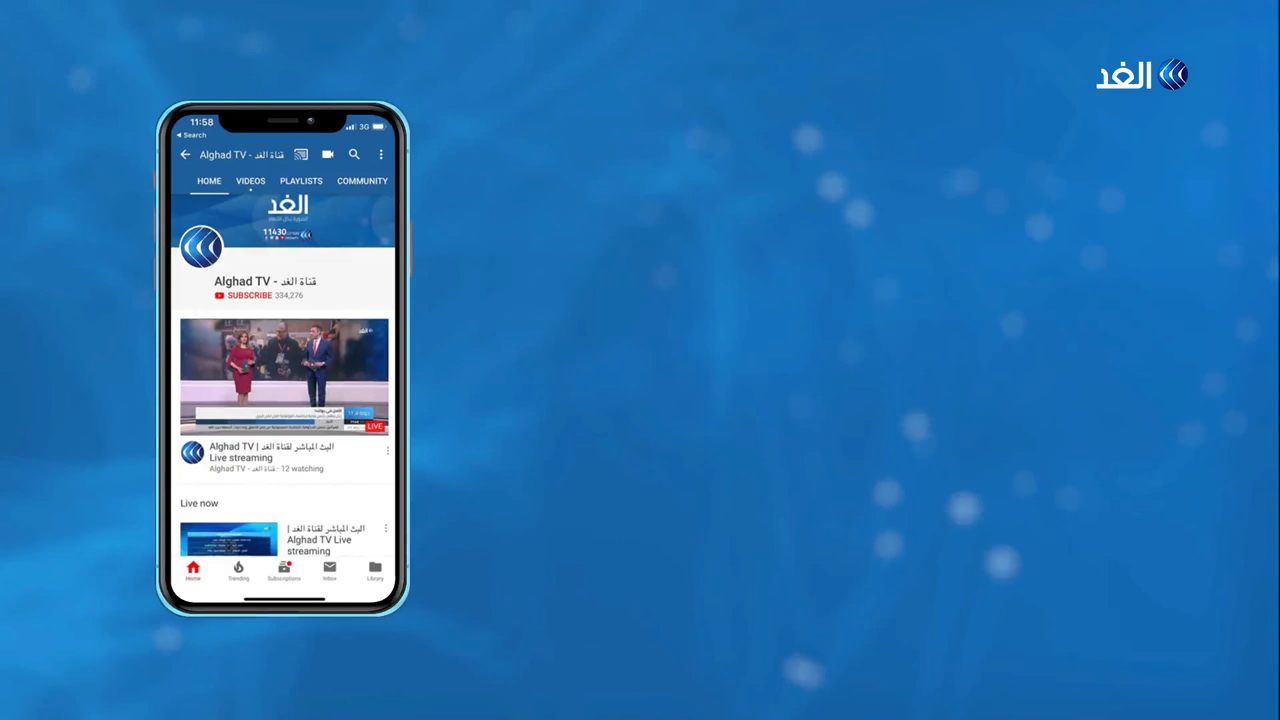 الغد
11:58
3G
Search
Alghad TV - قناة الغد
HOME VIDEOS PLAYLISTS COMMUNITY
الغد
11430
Alghad TV - قناة الغد
SUBSCRIBE 334,276
الغد
LIVE
البث المباشر لقناة الغد | Alghad TV
Live streaming
Alghad TV - قناة الغد · 12 watching
Live now
البث المباشر لقناة الغد |
Alghad TV Live
streaming
Home Trending Subscriptions Inbox Library